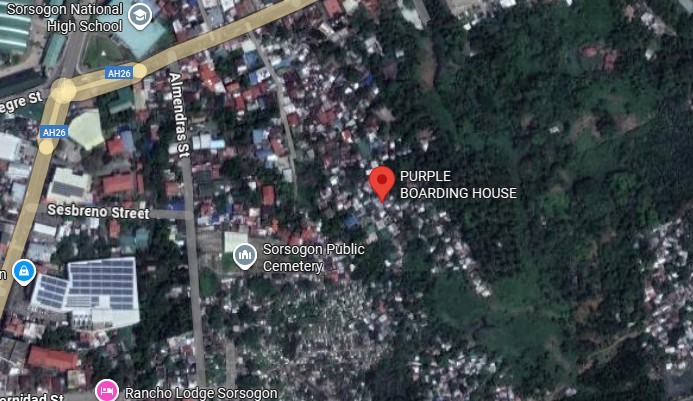 Sorsogon National
High School
AH26
egre St
AH26
Almendras St
PURPLE
BOARDING HOUSE
Sesbreno Street
Sorsogon Public
Cemetery
n
Rancho Lodge Sorsogon
ernidad St